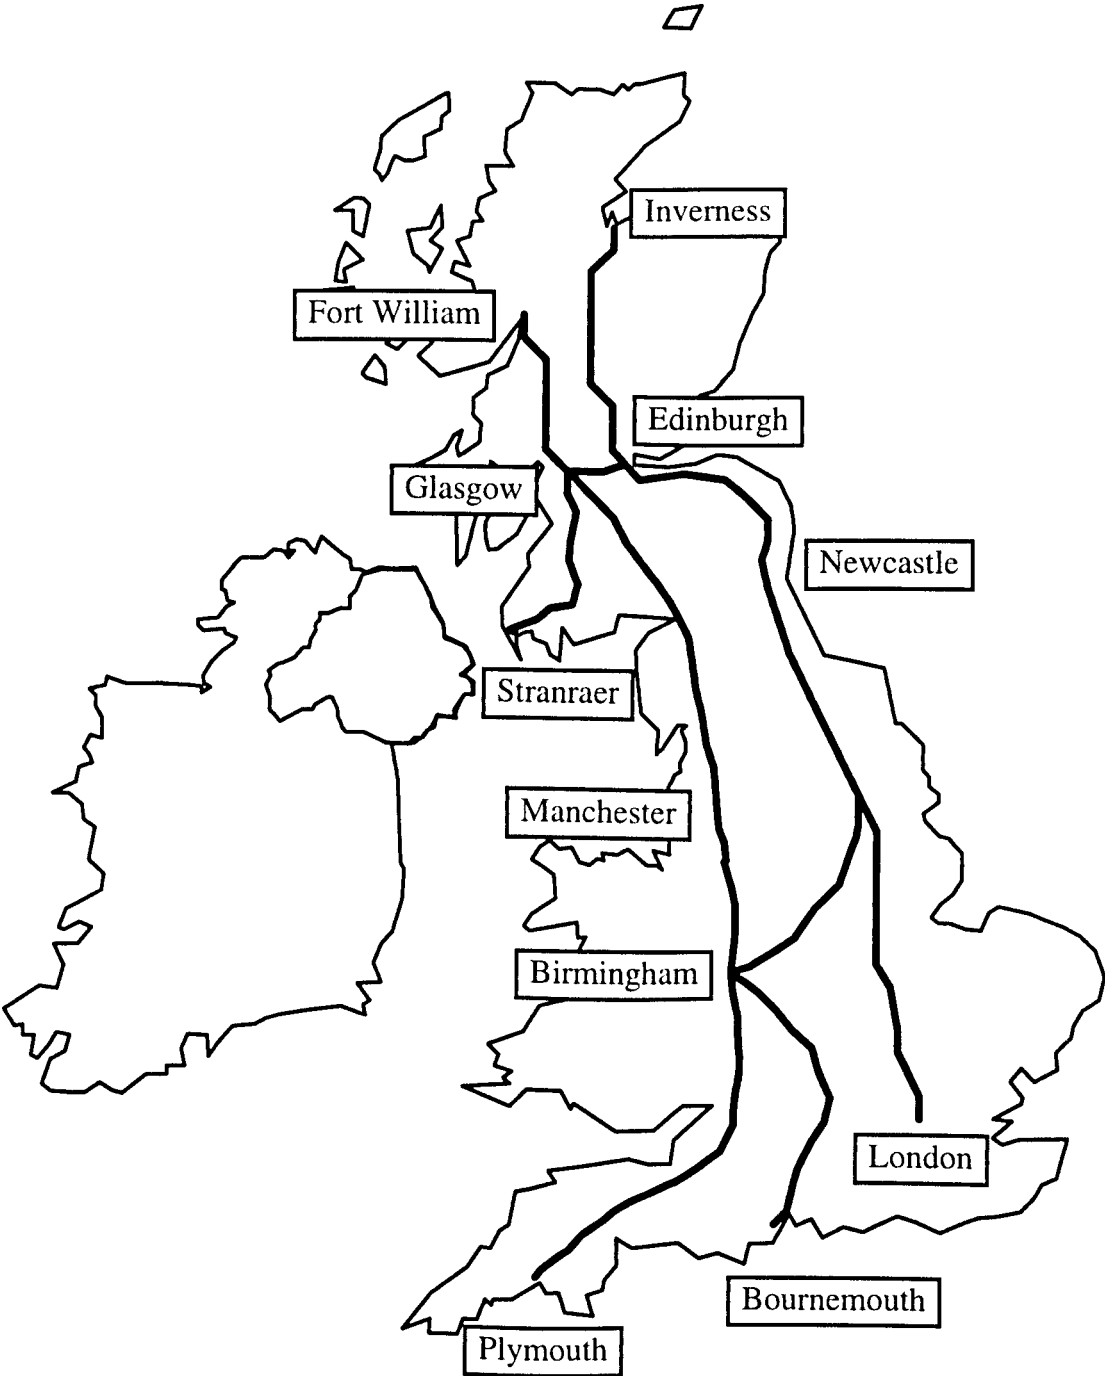 Inverness
Fort William
Edinburgh
Glasgow
Newcastle
Stranraer
Manchester
Birmingham
London
Bournemouth
Plymouth